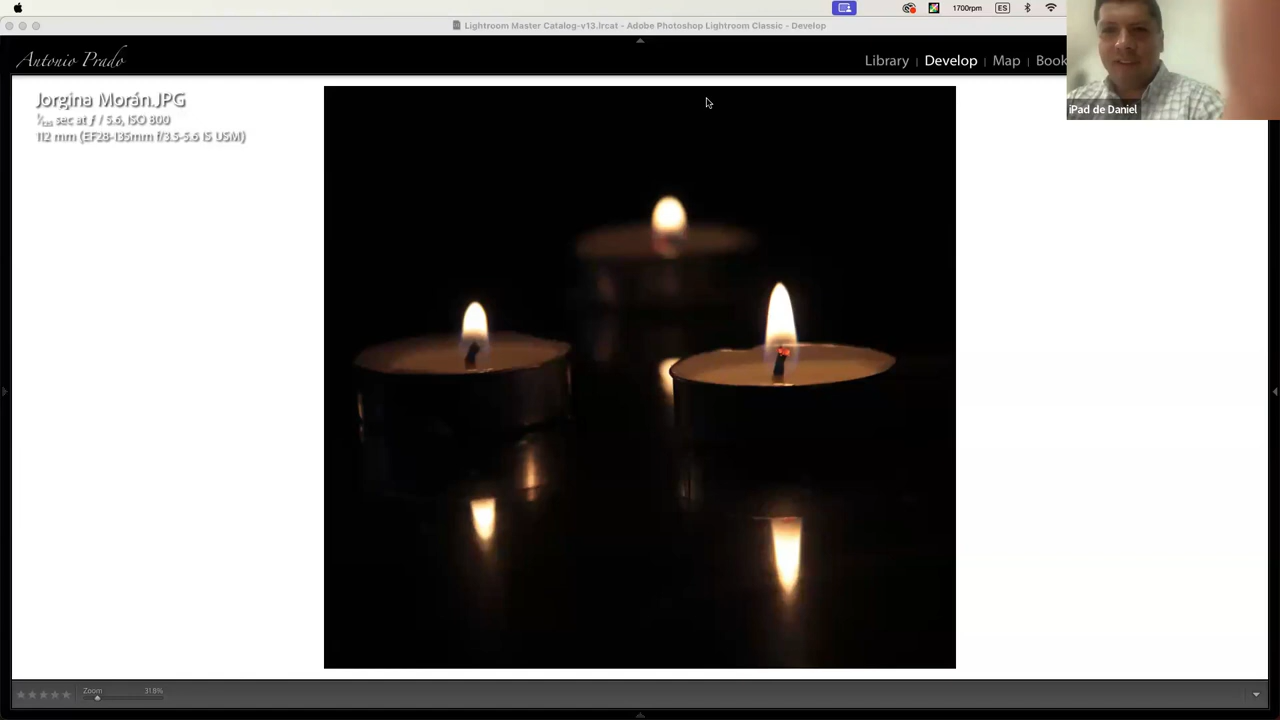 1700rpm ES
Lightroom Master Catalog-v13.lrcat - Adobe Photoshop Lightroom Classic - Develop
Antonio Prado
Library | Develop | Map | Book
iPad de Daniel
Jorgina Morán.JPG
1/125 sec at ƒ / 5.6, ISO 800
112 mm (EF28-135mm f/3.5-5.6 IS USM)
Zoom 31.8%